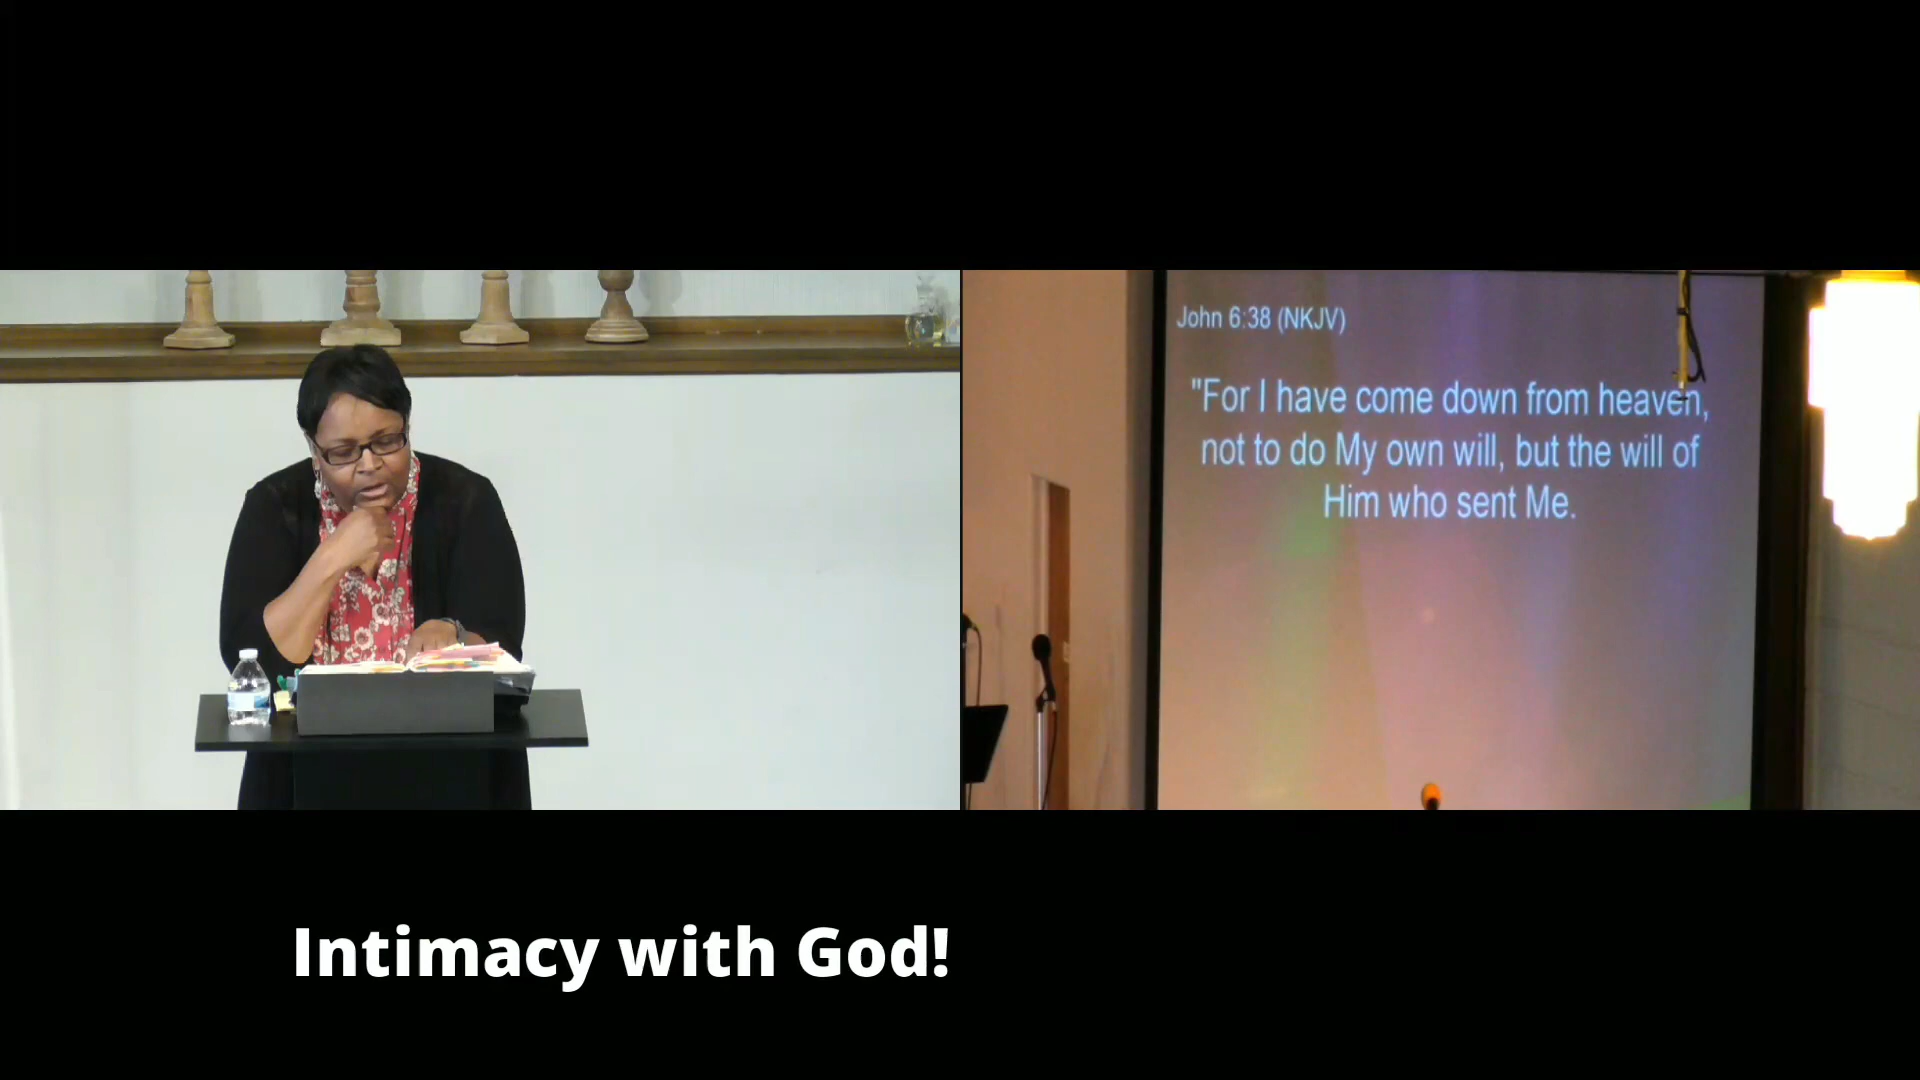 John 6:38 (NKJV)
"For I have come down from heaven,
not to do My own will, but the will of
Him who sent Me.
Intimacy with God!